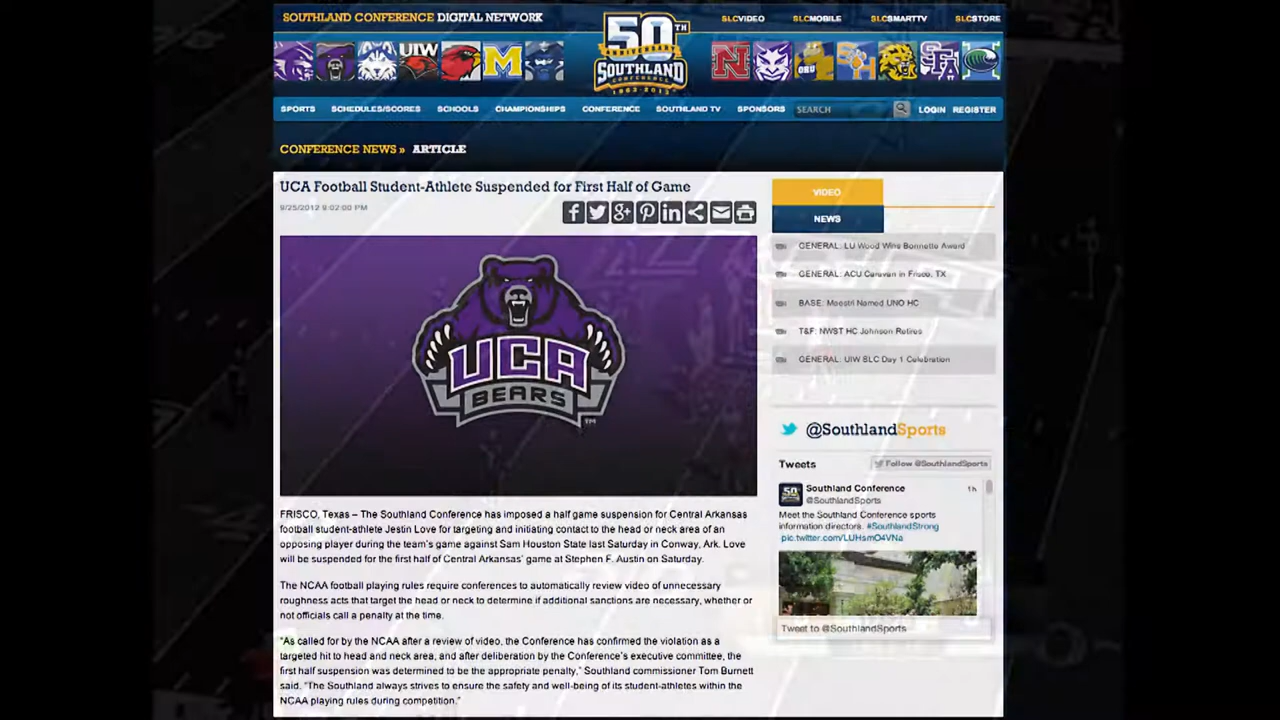 SOUTHLAND CONFERENCE DIGITAL NETWORK
SLCVIDEO SLCMOBILE SLCSMARTTV SLCSTORE
50TH
ANNIVERSARY
SOUTHLAND
CONFERENCE
1963-2013
UIW
M
N
SFA
SPORTS SCHEDULES/SCORES SCHOOLS CHAMPIONSHIPS CONFERENCE SOUTHLAND TV SPONSORS SEARCH LOGIN REGISTER
CONFERENCE NEWS » ARTICLE
UCA Football Student-Athlete Suspended for First Half of Game
9/25/2012 9:02:00 PM
UCA
BEARS
TM
FRISCO, Texas – The Southland Conference has imposed a half game suspension for Central Arkansas
football student-athlete Jestin Love for targeting and initiating contact to the head or neck area of an
opposing player during the team's game against Sam Houston State last Saturday in Conway, Ark. Love
will be suspended for the first half of Central Arkansas' game at Stephen F. Austin on Saturday.
The NCAA football playing rules require conferences to automatically review video of unnecessary
roughness acts that target the head or neck to determine if additional sanctions are necessary, whether or
not officials call a penalty at the time.
"As called for by the NCAA after a review of video, the Conference has confirmed the violation as a
targeted hit to head and neck area, and after deliberation by the Conference's executive committee, the
first half suspension was determined to be the appropriate penalty," Southland commissioner Tom Burnett
said. "The Southland always strives to ensure the safety and well-being of its student-athletes within the
NCAA playing rules during competition."
VIDEO
NEWS
GENERAL: LU Wood Wins Bonnette Award
GENERAL: ACU Caravan in Frisco, TX
BASE: Maestri Named UNO HC
T&F: NWST HC Johnson Retires
GENERAL: UIW SLC Day 1 Celebration
@SouthlandSports
Tweets Follow @SouthlandSports
50
Southland Conference 1h
@SouthlandSports
Meet the Southland Conference sports
information directors. #SouthlandStrong
pic.twitter.com/LUHsmO4VNa
Tweet to @SouthlandSports